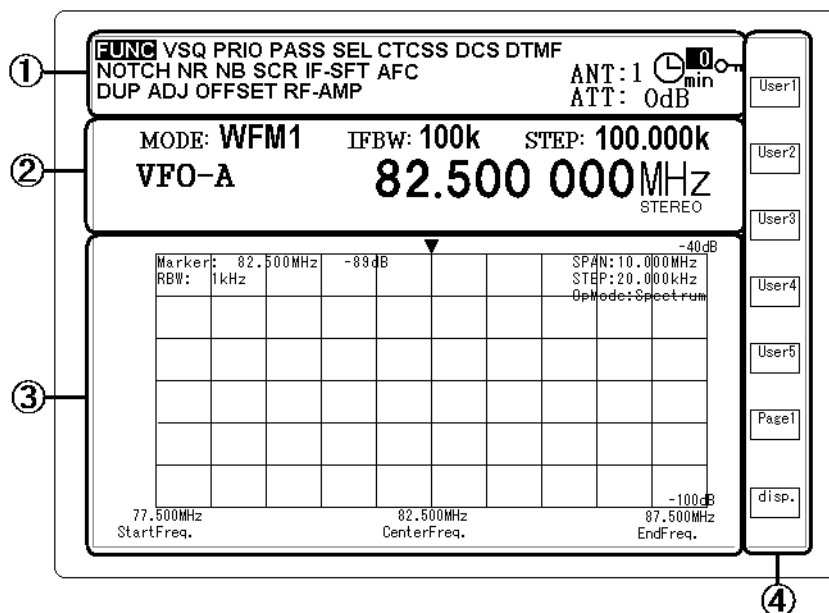 ①
FUNC VSQ PRIO PASS SEL CTCSS DCS DTMF
NOTCH NR NB SCR IF-SFT AFC
DUP ADJ OFFSET RF-AMP
ANT:1 0 min
ATT: 0dB
②
MODE: WFM1 IFBW: 100k STEP: 100.000k
VFO-A 82.500 000MHz
STEREO
③
-40dB
Marker: 82.500MHz -89dB SPAN:10.000MHz
RBW: 1kHz STEP:20.000kHz
OpMode:Spectrum
-100dB
77.500MHz 82.500MHz 87.500MHz
StartFreq. CenterFreq. EndFreq.
User1
User2
User3
User4
User5
Page1
disp.
④